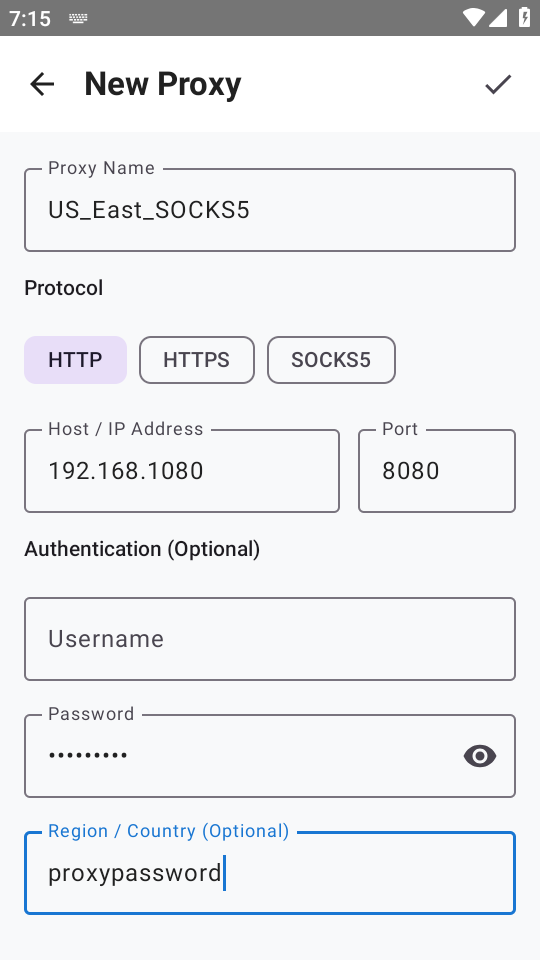 7:15
New Proxy
Proxy Name
US_East_SOCKS5
Protocol
HTTP HTTPS SOCKS5
Host / IP Address Port
192.168.1080 8080
Authentication (Optional)
Username
Password
•••••••••
Region / Country (Optional)
proxypassword